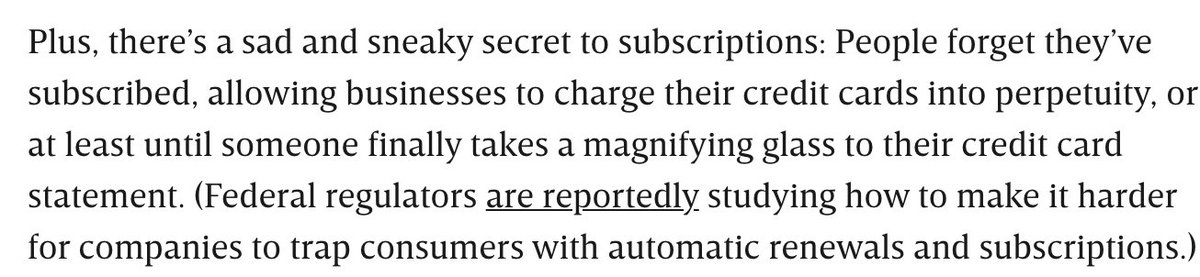 Plus, there’s a sad and sneaky secret to subscriptions: People forget they’ve
subscribed, allowing businesses to charge their credit cards into perpetuity, or
at least until someone finally takes a magnifying glass to their credit card
statement. (Federal regulators are reportedly studying how to make it harder
for companies to trap consumers with automatic renewals and subscriptions.)